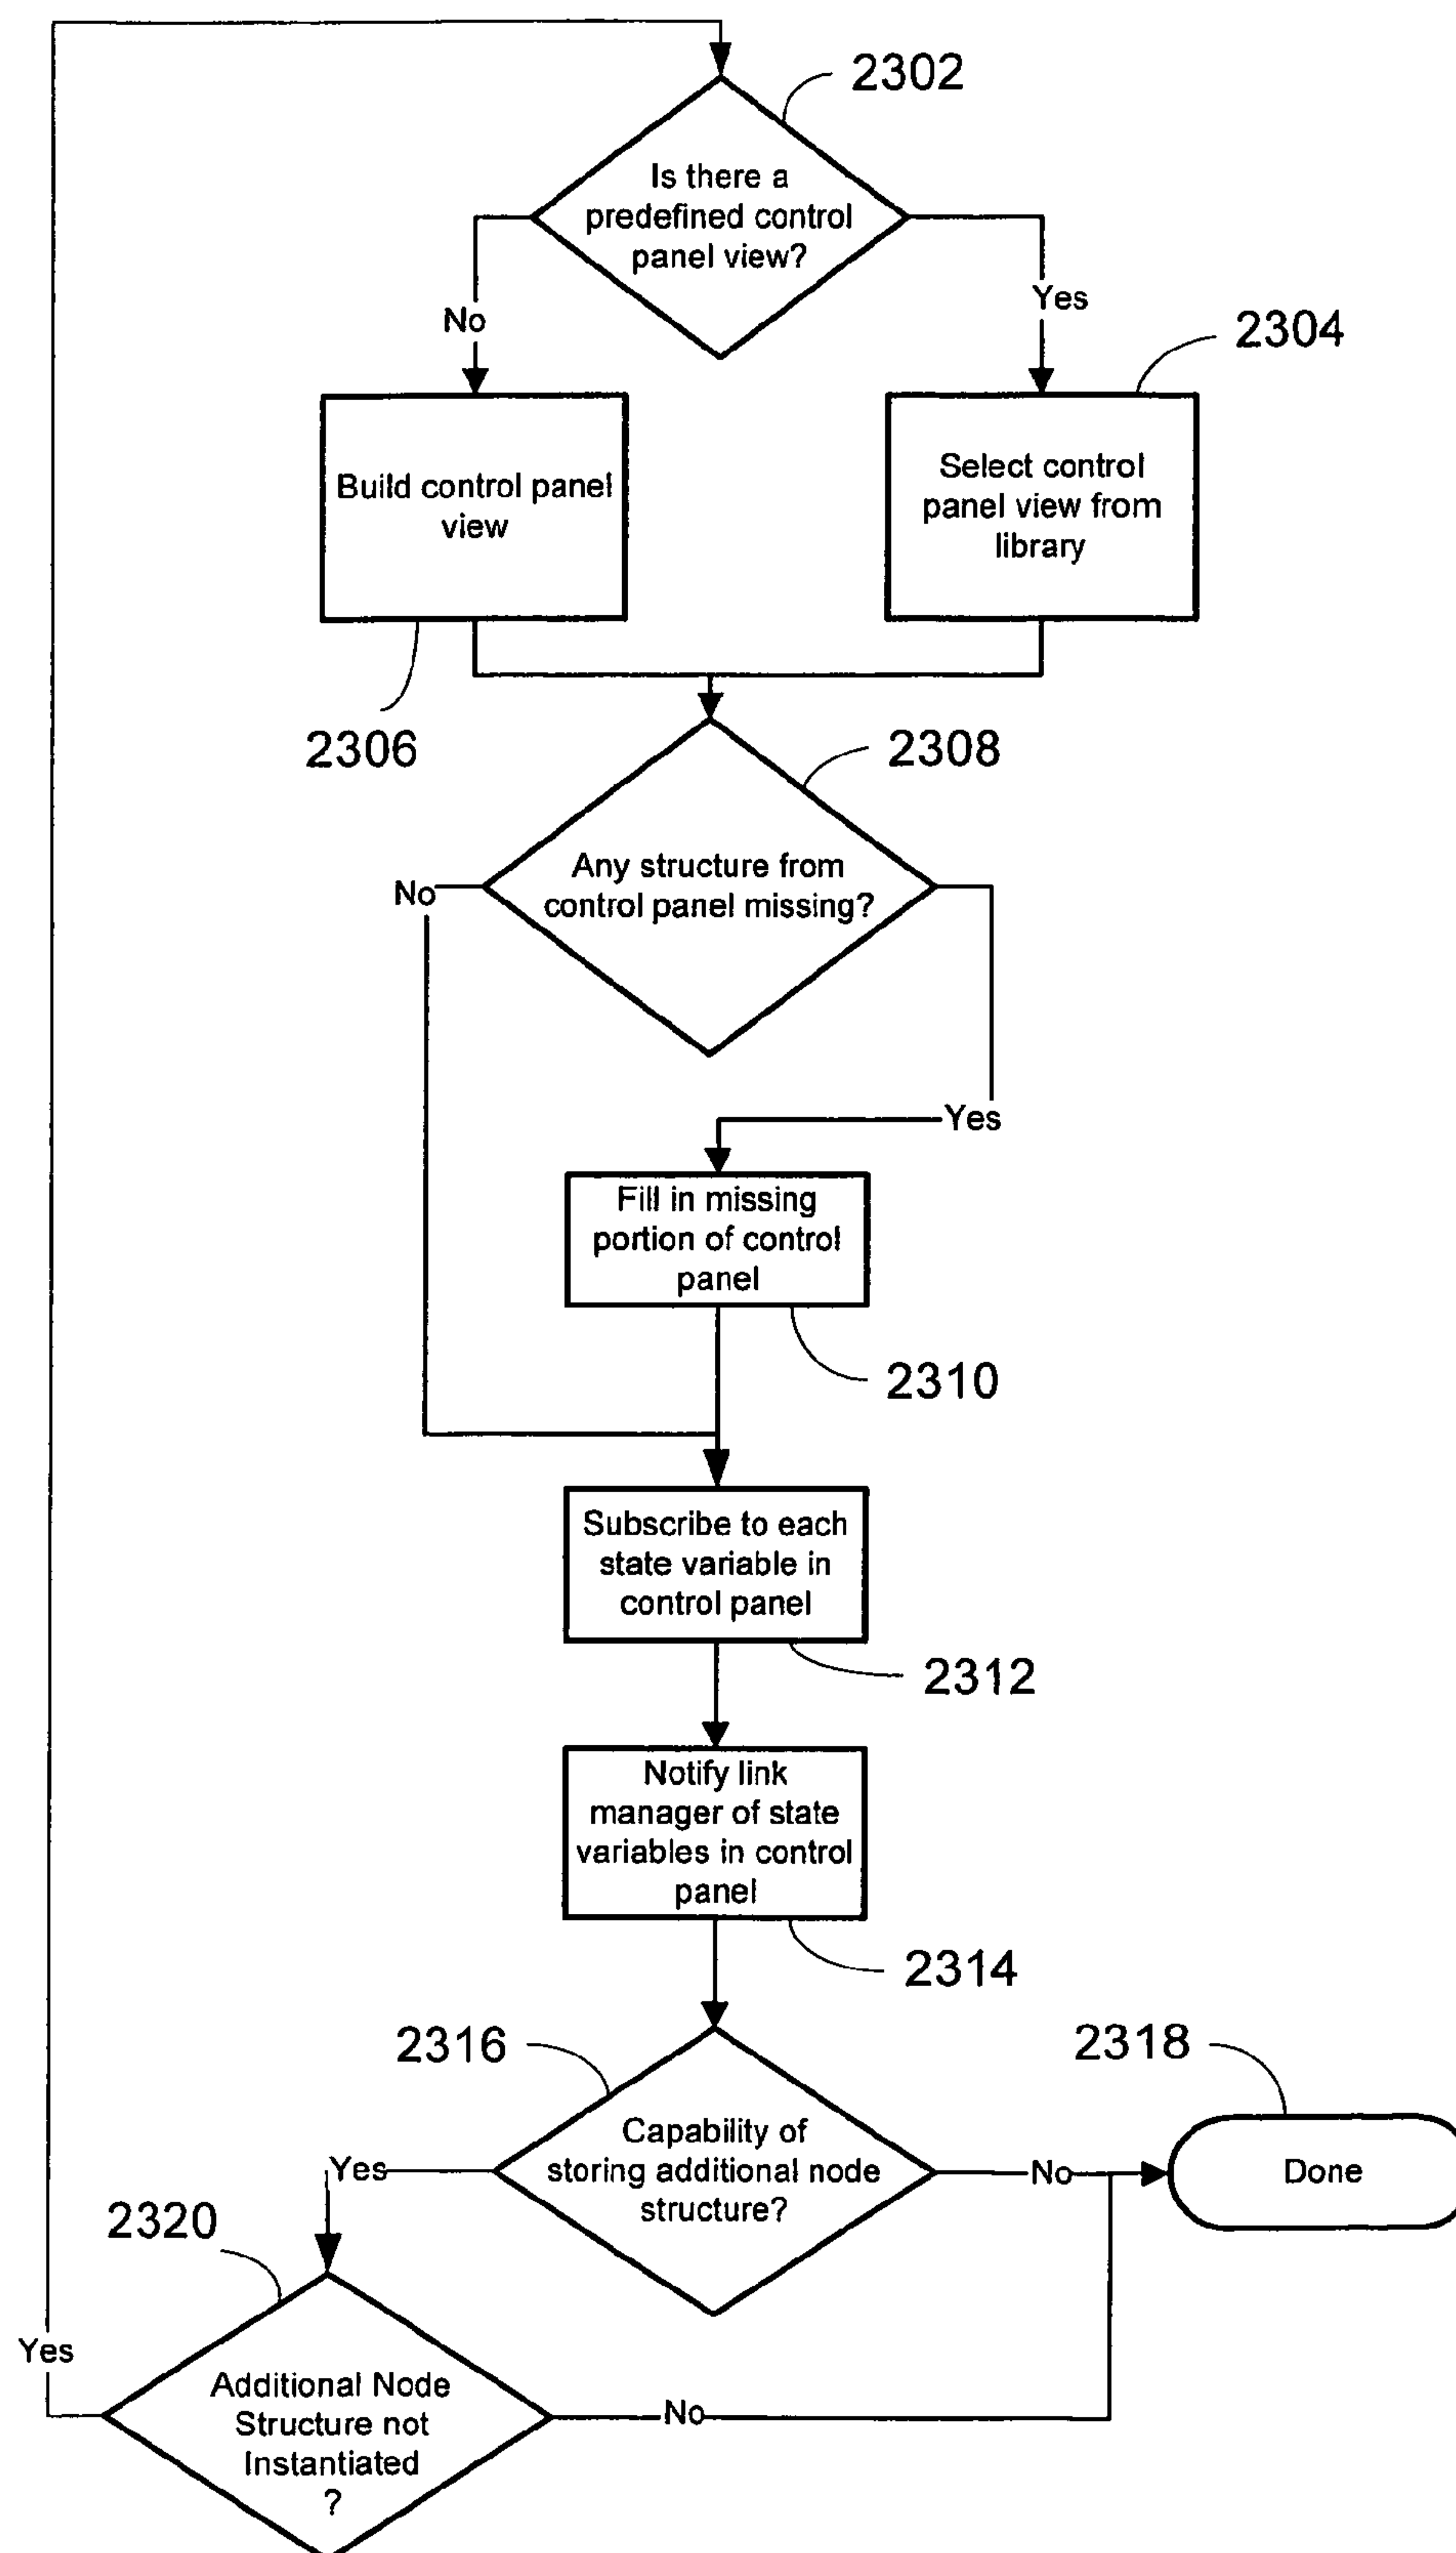 2302
Is there a
predefined control
panel view?
No
Yes
2304
Build control panel
view
Select control
panel view from
library
2306
2308
Any structure from
control panel missing?
No
Yes
Fill in missing
portion of control
panel
2310
Subscribe to each
state variable in
control panel
2312
Notify link
manager of state
variables in control
panel
2314
2316
2318
Capability of
storing additional node
structure?
Yes
No
Done
2320
Yes
Additional Node
Structure not
Instantiated
?
No